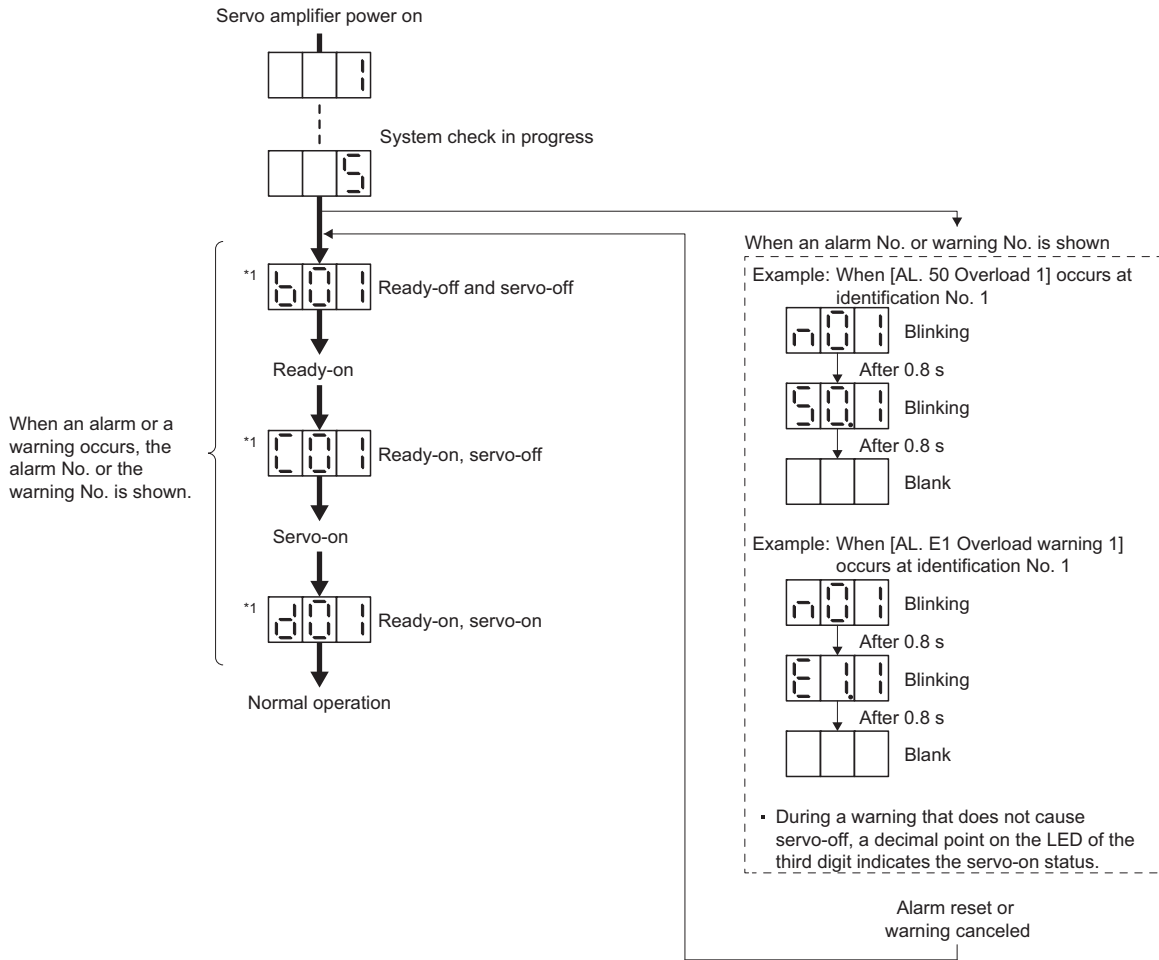 Servo amplifier power on
1
System check in progress
5
*1 b01 Ready-off and servo-off
Ready-on
*1 C01 Ready-on, servo-off
Servo-on
*1 d01 Ready-on, servo-on
Normal operation
When an alarm or a
warning occurs, the
alarm No. or the
warning No. is shown.
When an alarm No. or warning No. is shown
Example: When [AL. 50 Overload 1] occurs at
identification No. 1
n01 Blinking
After 0.8 s
50.1 Blinking
After 0.8 s
Blank
Example: When [AL. E1 Overload warning 1]
occurs at identification No. 1
n01 Blinking
After 0.8 s
E1.1 Blinking
After 0.8 s
Blank
▪ During a warning that does not cause
servo-off, a decimal point on the LED of the
third digit indicates the servo-on status.
Alarm reset or
warning canceled